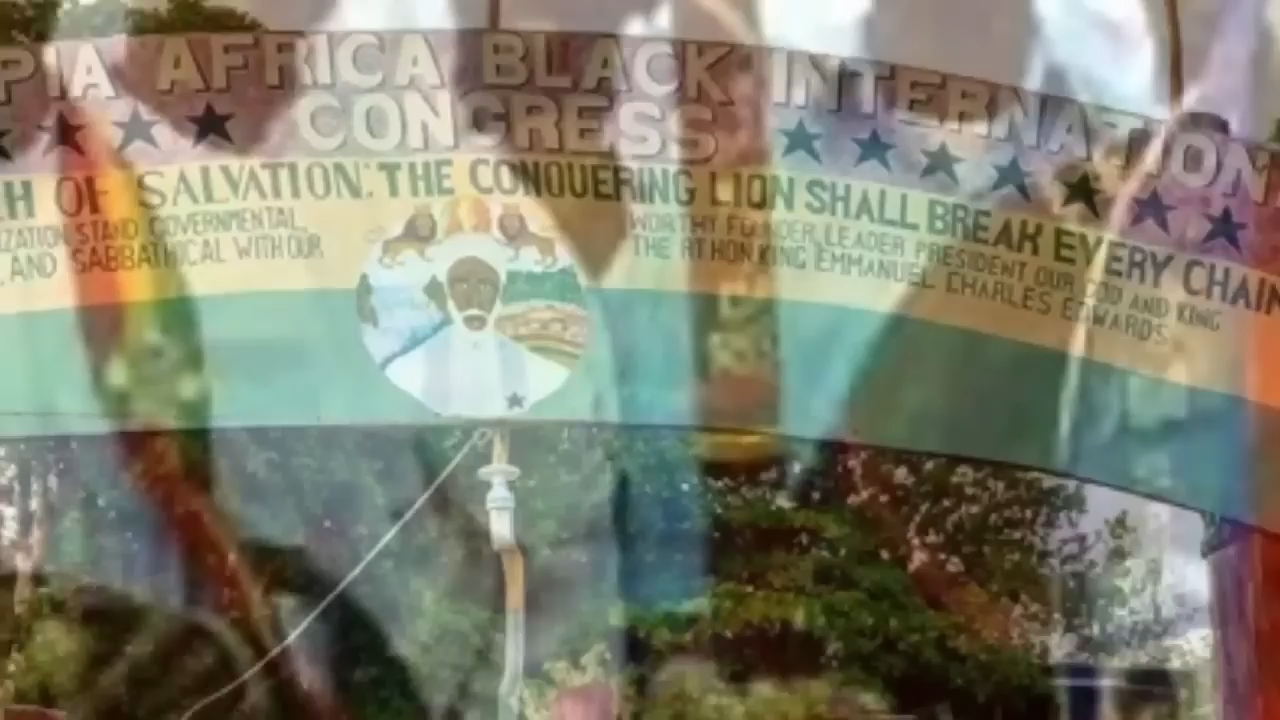 PIA AFRICA BLACK INTERNATION
CONGRESS
H OF SALVATION: THE CONQUERING LION SHALL BREAK EVERY CHAIN
IZATION STAND GOVERNMENTAL,
, AND SABBATHICAL WITH OUR
WORTHY FOUNDER LEADER PRESIDENT OUR GOD AND KING
THE RT HON KING EMMANUEL CHARLES EDWARDS